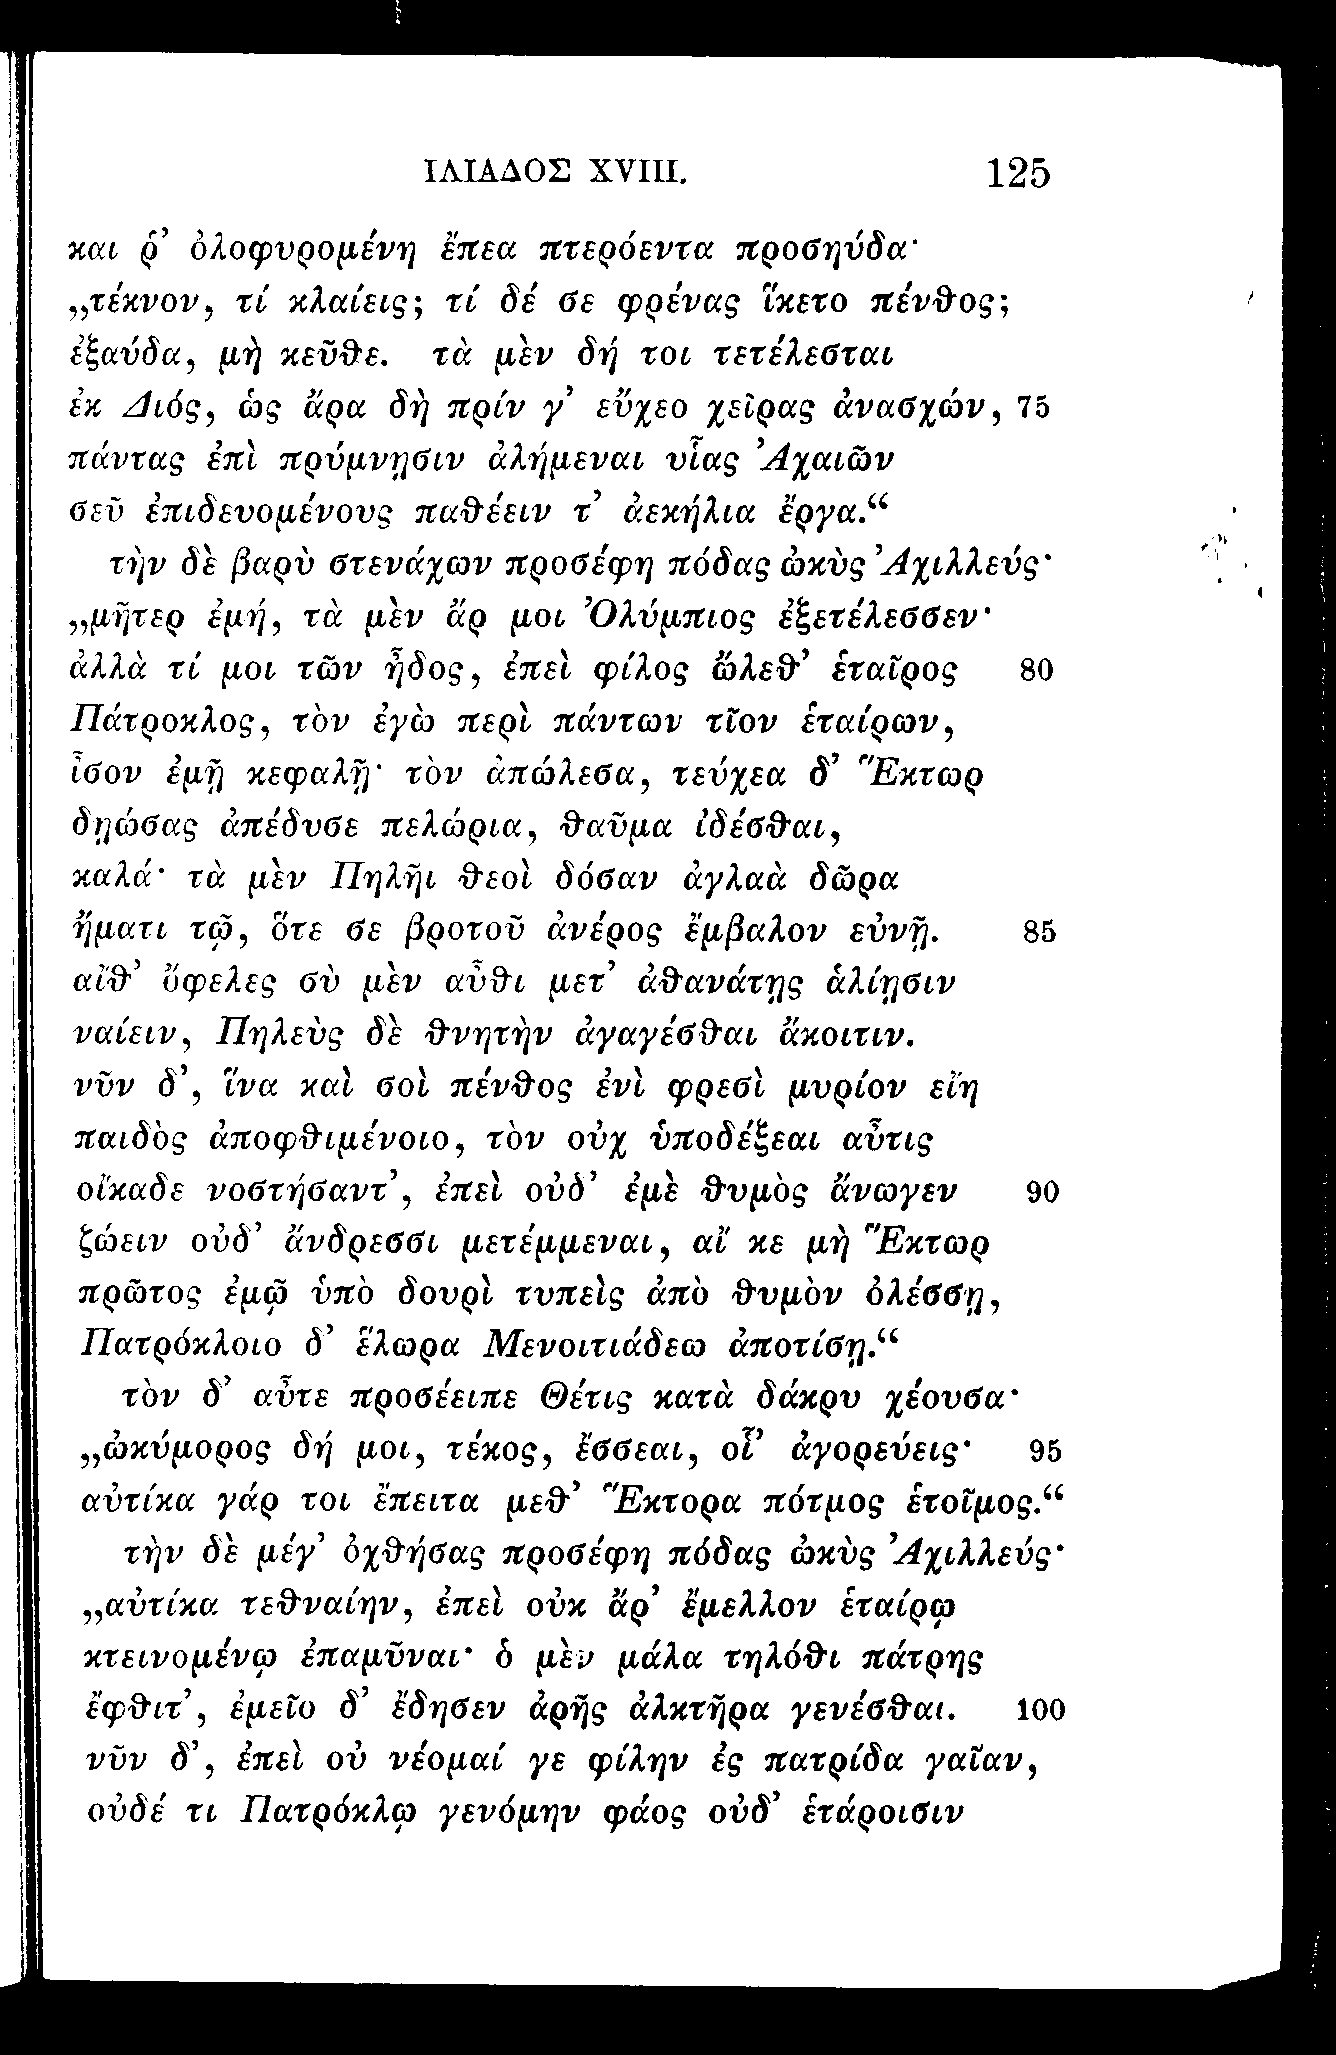 ΙΛΙΑΔΟΣ XVIII. 125
και ῥ’ ὀλοφυρομένη ἔπεα πτερόεντα προσηύδα·
„τέκνον, τί κλαίεις; τί δέ σε φρένας ἵκετο πένθος;
ἐξαύδα, μὴ κεῦθε. τὰ μὲν δή τοι τετέλεσται
ἐκ Διός, ὡς ἄρα δὴ πρίν γ’ εὔχεο χεῖρας ἀνασχών, 75
πάντας ἐπὶ πρύμνῃσιν ἀλήμεναι υἷας Ἀχαιῶν
σεῦ ἐπιδευομένους παθέειν τ’ ἀεκήλια ἔργα.“
τὴν δὲ βαρὺ στενάχων προσέφη πόδας ὠκὺς Ἀχιλλεύς·
„μῆτερ ἐμή, τὰ μὲν ἄρ μοι Ὀλύμπιος ἐξετέλεσσεν·
ἀλλὰ τί μοι τῶν ἦδος, ἐπεὶ φίλος ὤλεθ’ ἑταῖρος 80
Πάτροκλος, τὸν ἐγὼ περὶ πάντων τῖον ἑταίρων,
ἶσον ἐμῇ κεφαλῇ· τὸν ἀπώλεσα, τεύχεα δ’ Ἕκτωρ
δῃώσας ἀπέδυσε πελώρια, θαῦμα ἰδέσθαι,
καλά· τὰ μὲν Πηλῆι θεοὶ δόσαν ἀγλαὰ δῶρα
ἤματι τῷ, ὅτε σε βροτοῦ ἀνέρος ἔμβαλον εὐνῇ. 85
αἴθ’ ὄφελες σὺ μὲν αὖθι μετ’ ἀθανάτῃς ἁλίῃσιν
ναίειν, Πηλεὺς δὲ θνητὴν ἀγαγέσθαι ἄκοιτιν.
νῦν δ’, ἵνα καὶ σοὶ πένθος ἐνὶ φρεσὶ μυρίον εἴη
παιδὸς ἀποφθιμένοιο, τὸν οὐχ ὑποδέξεαι αὖτις
οἴκαδε νοστήσαντ’, ἐπεὶ οὐδ’ ἐμὲ θυμὸς ἄνωγεν 90
ζώειν οὐδ’ ἄνδρεσσι μετέμμεναι, αἴ κε μὴ Ἕκτωρ
πρῶτος ἐμῷ ὑπὸ δουρὶ τυπεὶς ἀπὸ θυμὸν ὀλέσσῃ,
Πατρόκλοιο δ’ ἕλωρα Μενοιτιάδεω ἀποτίσῃ.“
τὸν δ’ αὖτε προσέειπε Θέτις κατὰ δάκρυ χέουσα·
„ὠκύμορος δή μοι, τέκος, ἔσσεαι, οἷ’ ἀγορεύεις· 95
αὐτίκα γάρ τοι ἔπειτα μεθ’ Ἕκτορα πότμος ἑτοῖμος.“
τὴν δὲ μέγ’ ὀχθήσας προσέφη πόδας ὠκὺς Ἀχιλλεύς·
„αὐτίκα τεθναίην, ἐπεὶ οὐκ ἄρ’ ἔμελλον ἑταίρῳ
κτεινομένῳ ἐπαμῦναι· ὁ μὲν μάλα τηλόθι πάτρης
ἔφθιτ’, ἐμεῖο δ’ ἔδησεν ἀρῆς ἀλκτῆρα γενέσθαι. 100
νῦν δ’, ἐπεὶ οὐ νέομαί γε φίλην ἐς πατρίδα γαῖαν,
οὐδέ τι Πατρόκλῳ γενόμην φάος οὐδ’ ἑτάροισιν